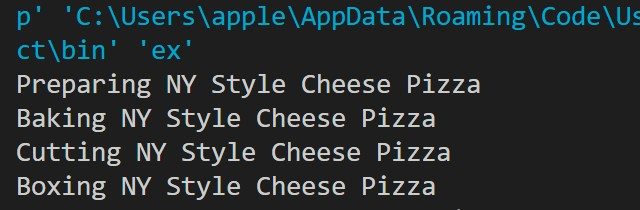 p' 'C:\Users\apple\AppData\Roaming\Code\Us
ct\bin' 'ex'
Preparing NY Style Cheese Pizza
Baking NY Style Cheese Pizza
Cutting NY Style Cheese Pizza
Boxing NY Style Cheese Pizza